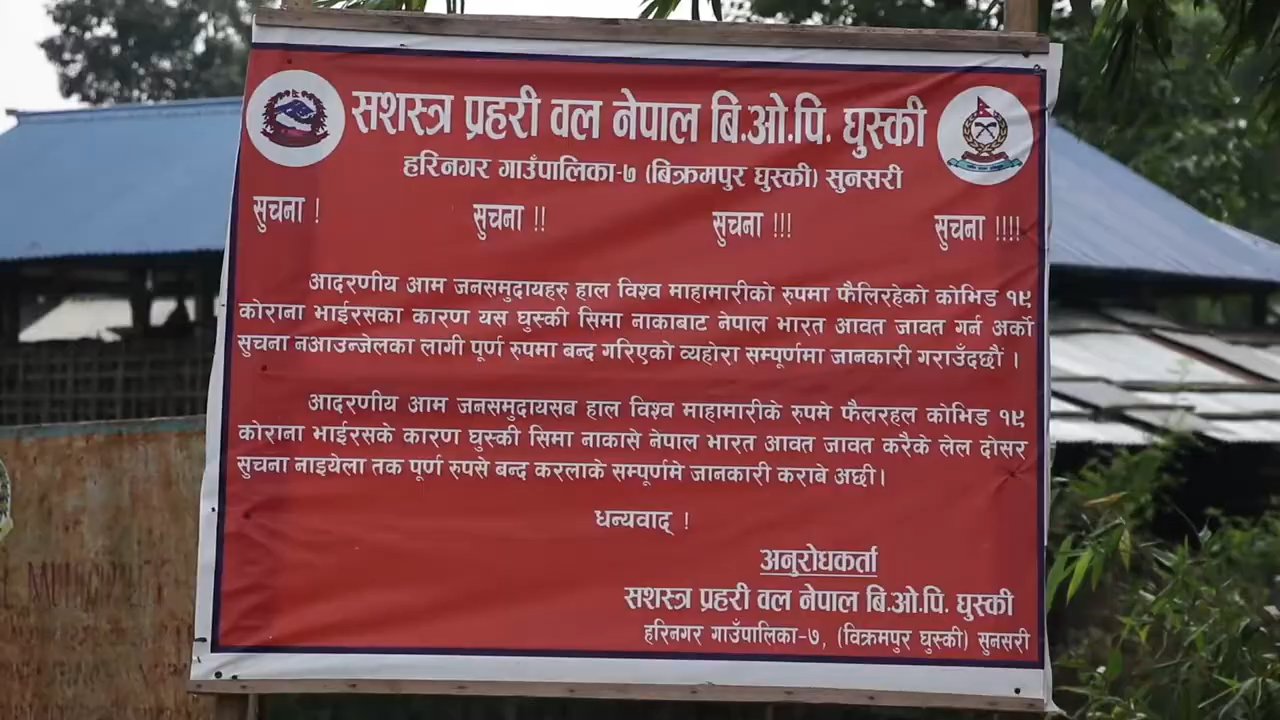 सशस्त्र प्रहरी वल नेपाल बि.ओ.पि. घुस्की
हरिनगर गाउँपालिका-७ (बिक्रमपुर घुस्की) सुनसरी
सुचना ! सुचना !! सुचना !!! सुचना !!!!
आदरणीय आम जनसमुदायहरु हाल विश्व माहामारीको रुपमा फैलिरहेको कोभिड १९
कोराना भाईरसका कारण यस घुस्की सिमा नाकाबाट नेपाल भारत आवत जावत गर्न अर्को
सुचना नआउन्जेलका लागी पूर्ण रुपमा बन्द गरिएको व्यहोरा सम्पूर्णमा जानकारी गराउँदछौं ।
आदरणीय आम जनसमुदायसब हाल विश्व माहामारीके रुपमे फैलरहल कोभिड १९
कोराना भाईरसके कारण घुस्की सिमा नाकासे नेपाल भारत आवत जावत करैके लेल दोसर
सुचना नाइयेला तक पूर्ण रुपसे बन्द करलाके सम्पूर्णमे जानकारी कराबे अछी।
धन्यवाद् !
अनुरोधकर्ता
सशस्त्र प्रहरी वल नेपाल बि.ओ.पि. घुस्की
हरिनगर गाउँपालिका-७, (विक्रमपुर घुस्की) सुनसरी